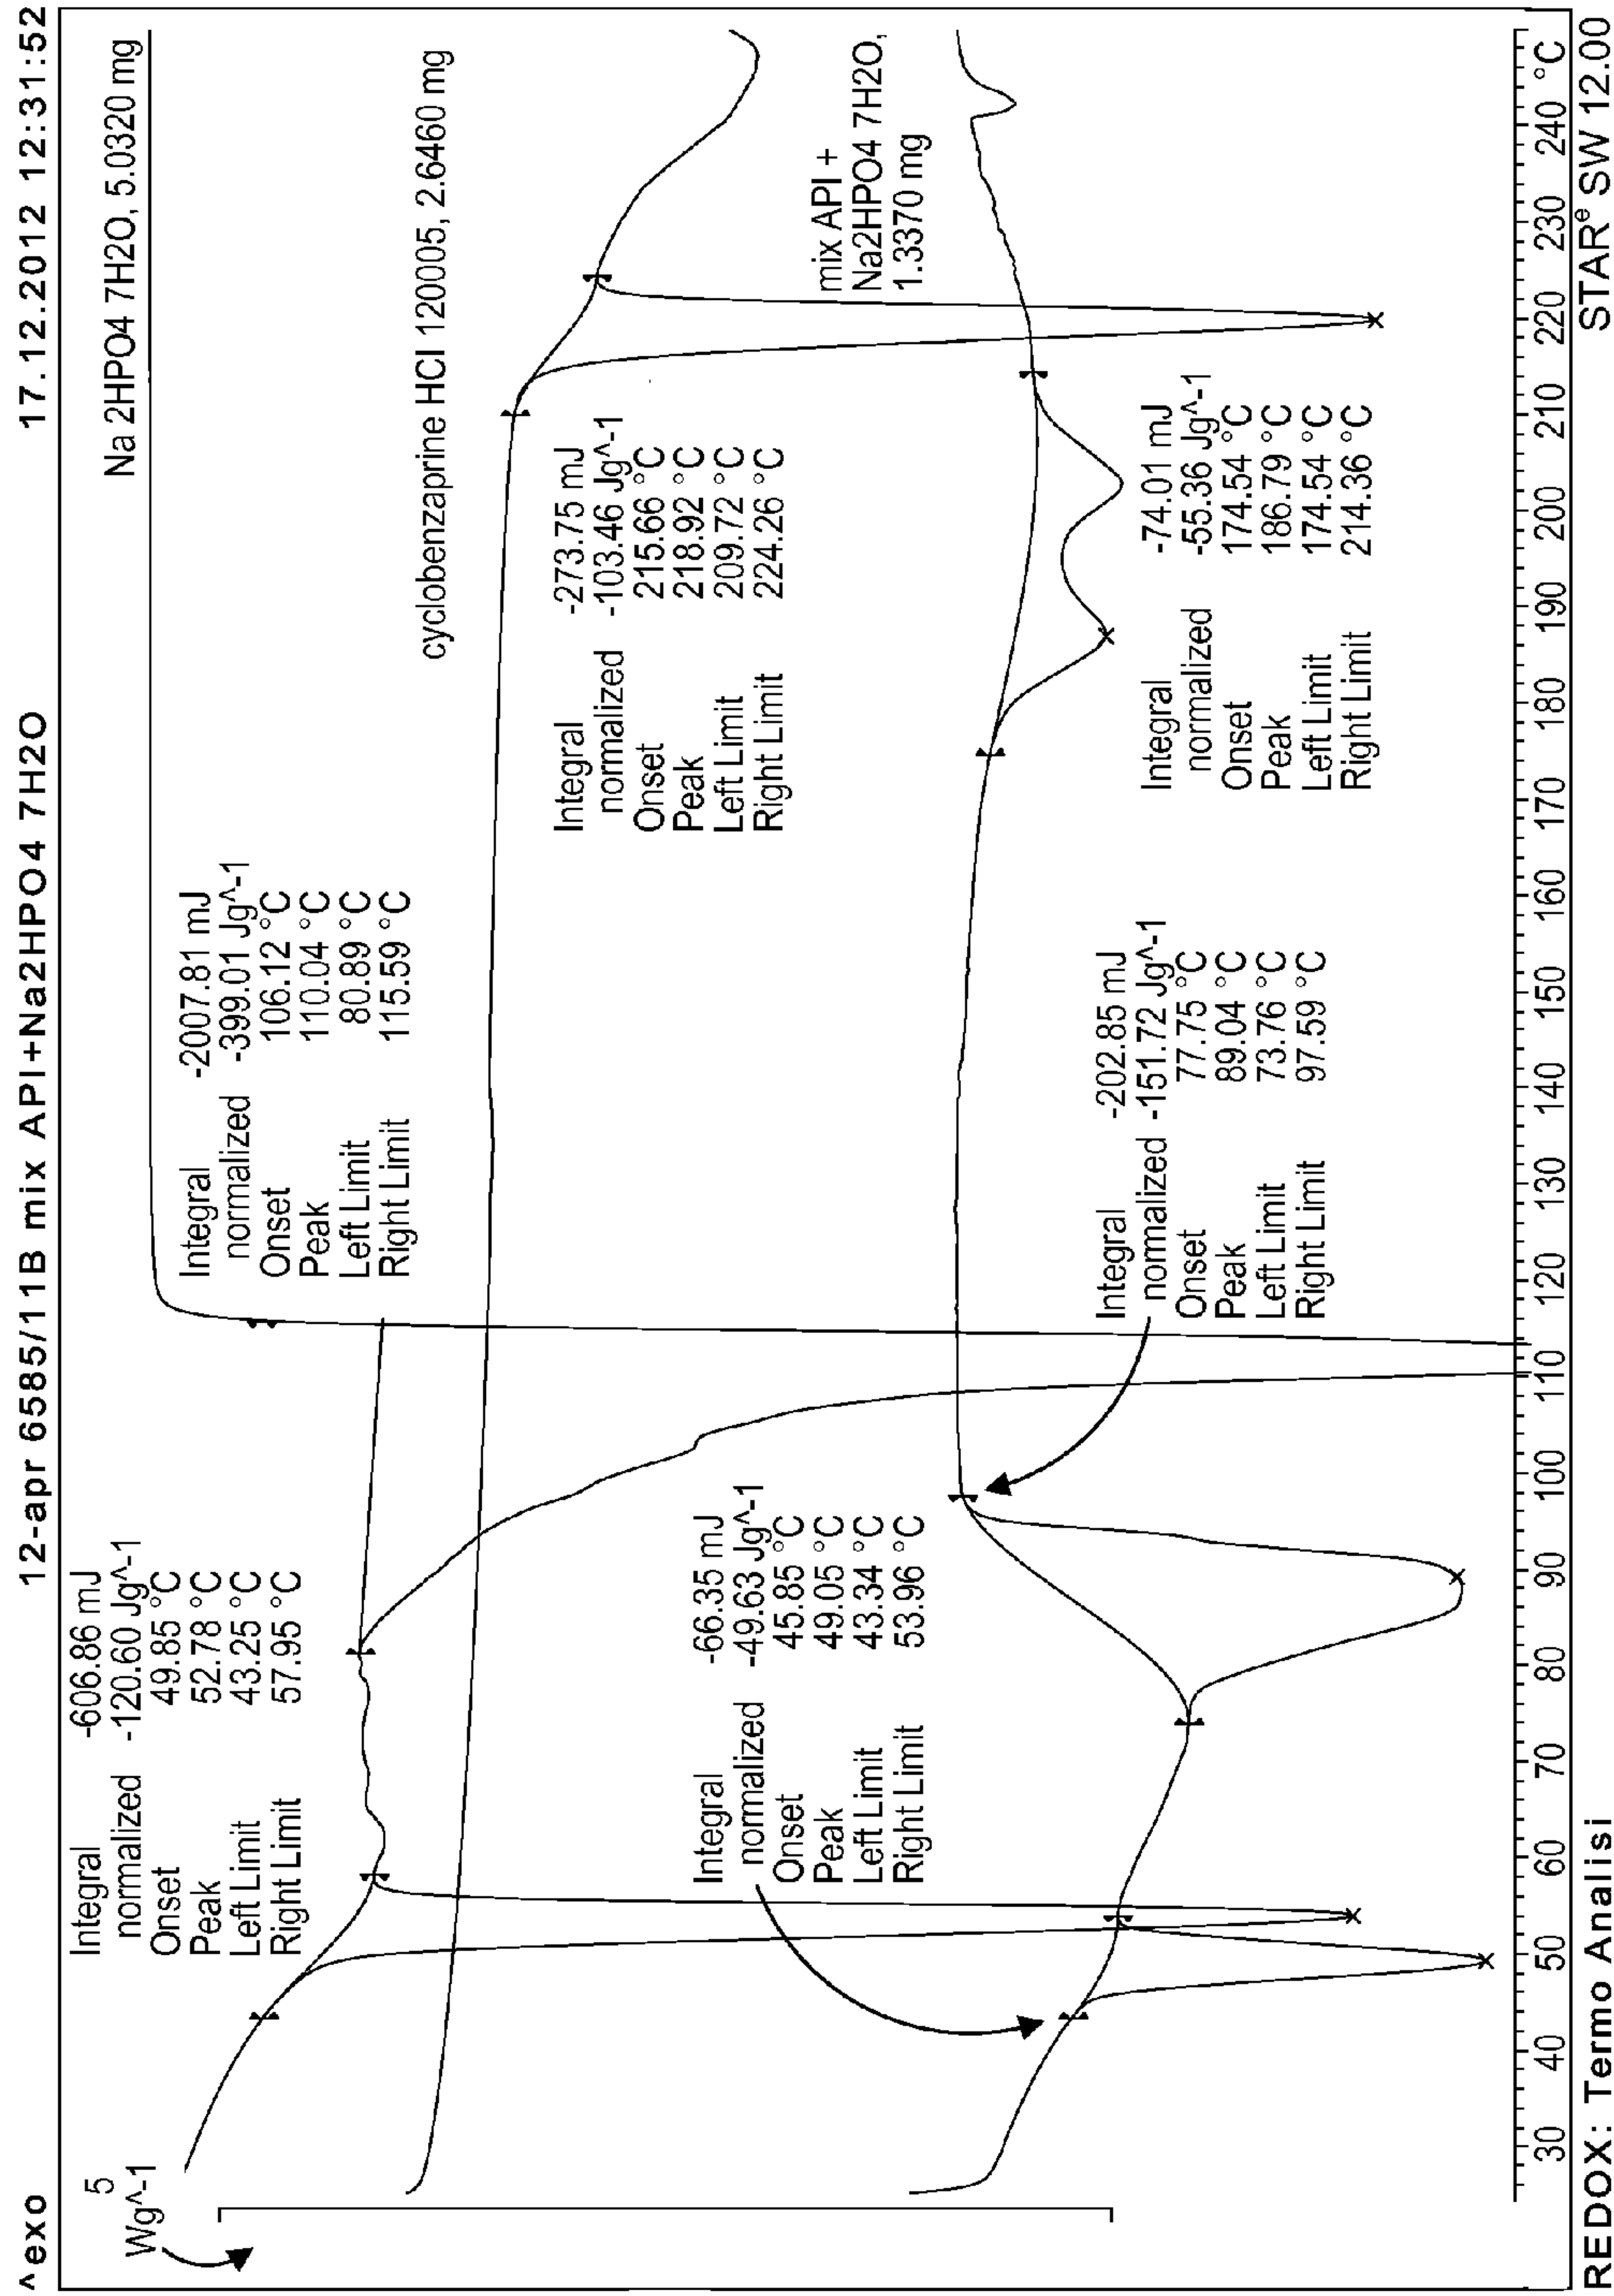 ^exo
12-apr 6585/11B mix API+Na2HPO4 7H2O
17.12.2012 12:31:52
5
Wg^-1
Integral -606.86 mJ
normalized -120.60 Jg^-1
Onset 49.85 °C
Peak 52.78 °C
Left Limit 43.25 °C
Right Limit 57.95 °C
Integral -2007.81 mJ
normalized -399.01 Jg^-1
Onset 106.12 °C
Peak 110.04 °C
Left Limit 80.89 °C
Right Limit 115.59 °C
Na 2HPO4 7H2O, 5.0320 mg
cyclobenzaprine HCI 120005, 2.6460 mg
Integral -273.75 mJ
normalized -103.46 Jg^-1
Onset 215.66 °C
Peak 218.92 °C
Left Limit 209.72 °C
Right Limit 224.26 °C
mix API +
Na2HPO4 7H2O,
1.3370 mg
Integral -66.35 mJ
normalized -49.63 Jg^-1
Onset 45.85 °C
Peak 49.05 °C
Left Limit 43.34 °C
Right Limit 53.96 °C
Integral -202.85 mJ
normalized -151.72 Jg^-1
Onset 77.75 °C
Peak 89.04 °C
Left Limit 73.76 °C
Right Limit 97.59 °C
Integral -74.01 mJ
normalized -55.36 Jg^-1
Onset 174.54 °C
Peak 186.79 °C
Left Limit 174.54 °C
Right Limit 214.36 °C
30 40 50 60 70 80 90 100 110 120 130 140 150 160 170 180 190 200 210 220 230 240 °C
REDOX: Termo Analisi
STARe SW 12.00